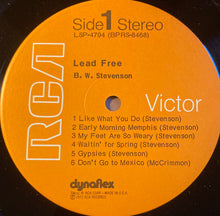 Side 1 Stereo
LSP-4794 (BPRS-8468)
Lead Free
B. W. Stevenson
RCA
Victor
1 Like What You Do (Stevenson)
2 Early Morning Memphis (Stevenson)
3 My Feet Are So Weary (Stevenson)
4 Waitin' for Spring (Stevenson)
5 Gypsies (Stevenson)
6 Don't Go to Mexico (McCrimmon)
dynaflex